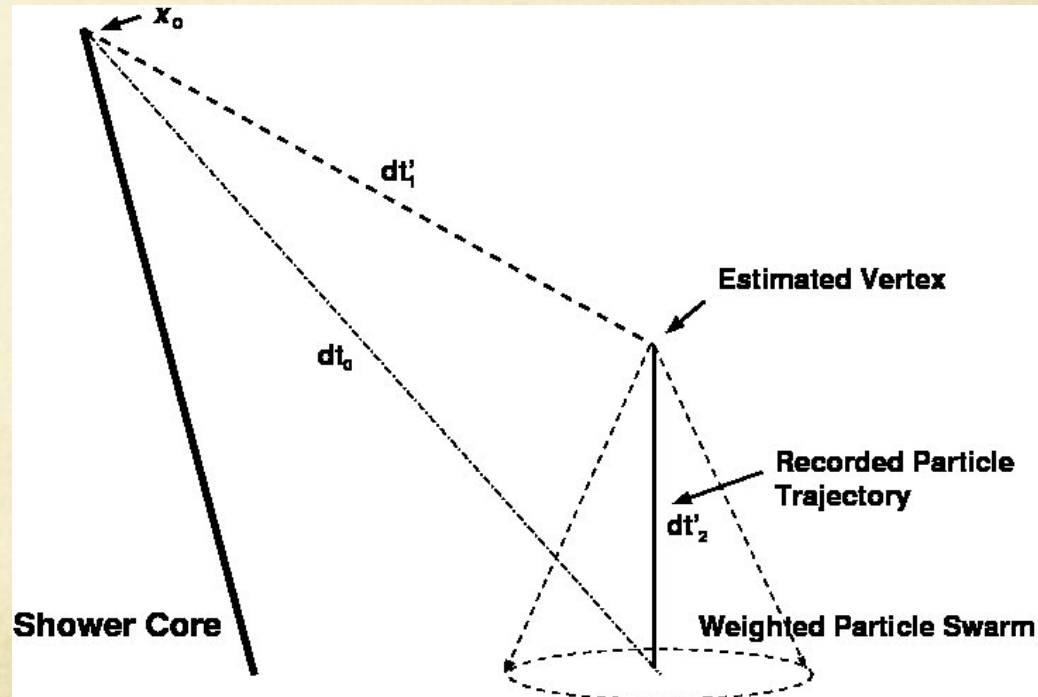 x₀
dt'₁
Estimated Vertex
dt₀
Recorded Particle
Trajectory
dt'₂
Shower Core
Weighted Particle Swarm